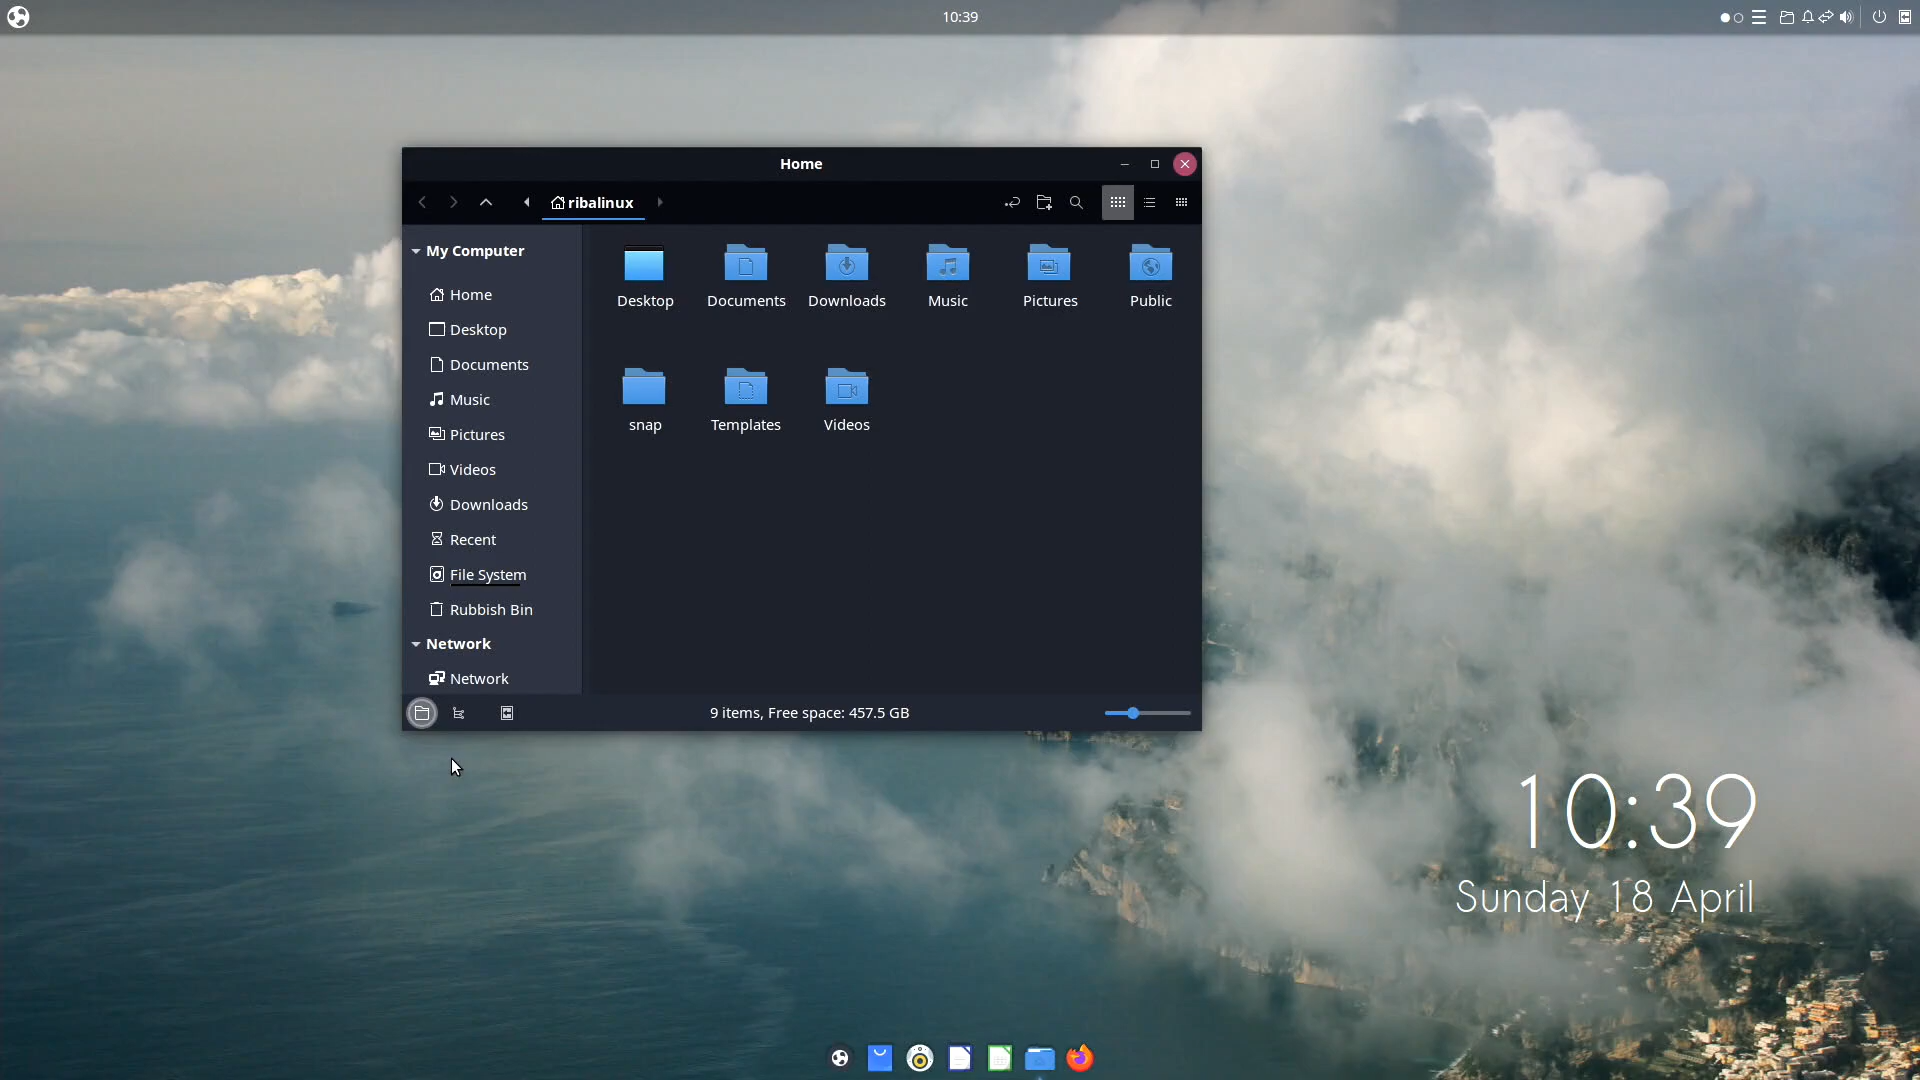 10:39
Home
ribalinux
My Computer
Home
Desktop
Documents
Music
Pictures
Videos
Downloads
Recent
File System
Rubbish Bin
Network
Network
Desktop
Documents
Downloads
Music
Pictures
Public
snap
Templates
Videos
9 items, Free space: 457.5 GB
10:39
Sunday 18 April